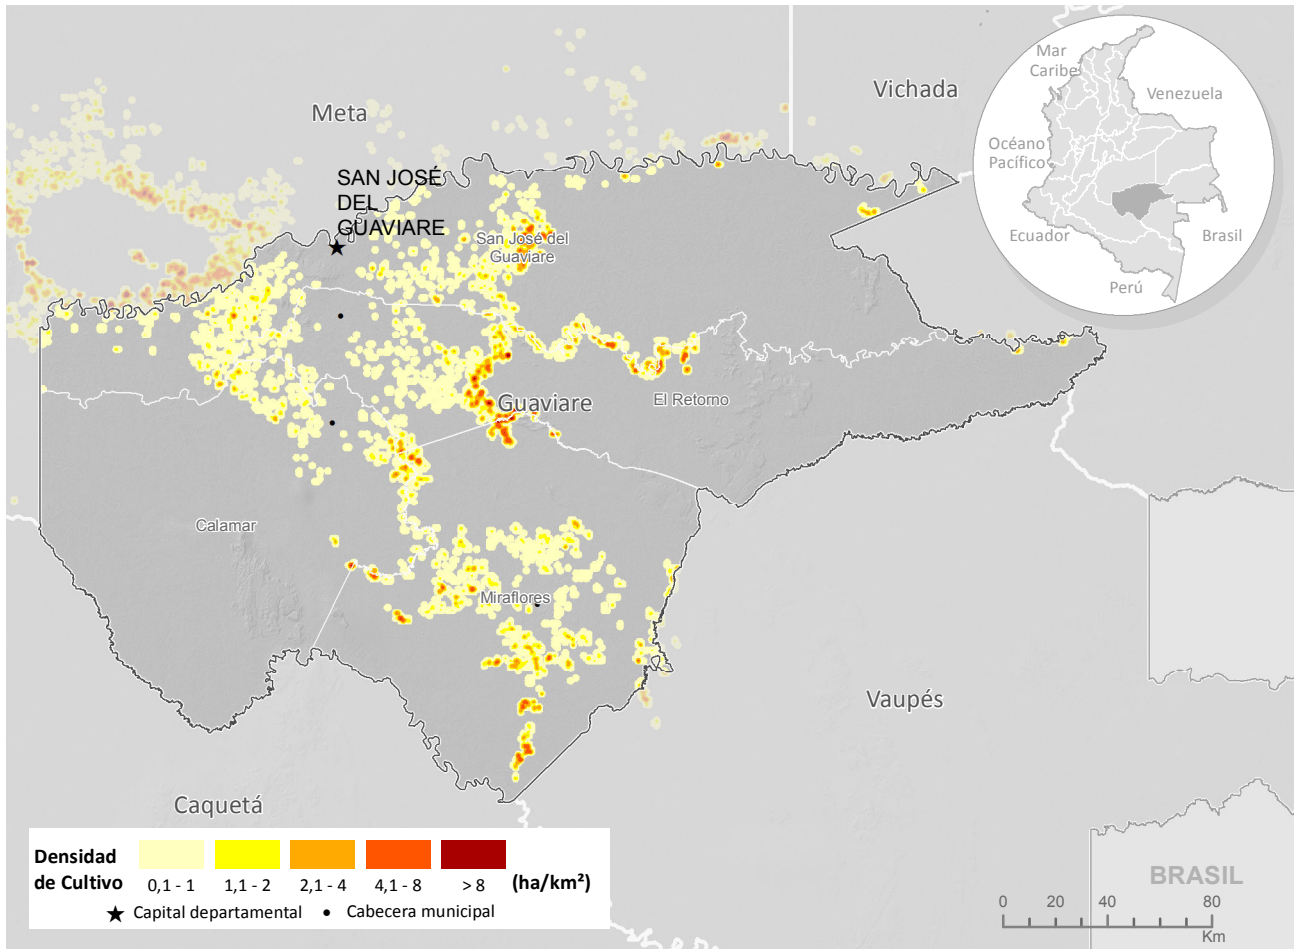 Meta
Vichada
Mar
Caribe
Venezuela
Océano
Pacífico
Ecuador
Brasil
Perú
SAN JOSÉ
DEL
GUAVIARE
San José del
Guaviare
Guaviare
El Retorno
Calamar
Miraflores
Vaupés
Caquetá
Densidad
de Cultivo
0,1 - 1
1,1 - 2
2,1 - 4
4,1 - 8
> 8
(ha/km²)
Capital departamental
Cabecera municipal
BRASIL
0 20 40 80
Km